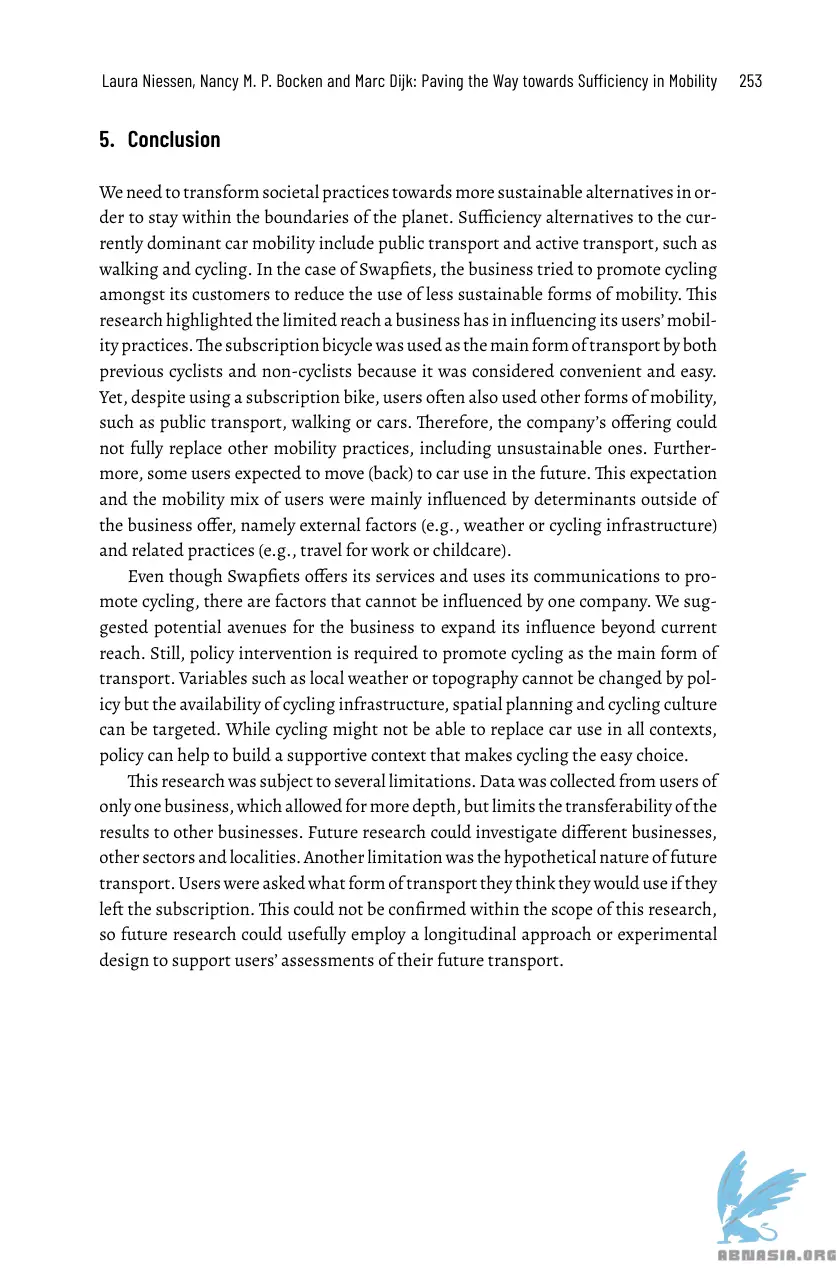 Laura Niessen, Nancy M. P. Bocken and Marc Dijk: Paving the Way towards Sufficiency in Mobility 253
5. Conclusion
We need to transform societal practices towards more sustainable alternatives in or-
der to stay within the boundaries of the planet. Sufficiency alternatives to the cur-
rently dominant car mobility include public transport and active transport, such as
walking and cycling. In the case of Swapfiets, the business tried to promote cycling
amongst its customers to reduce the use of less sustainable forms of mobility. This
research highlighted the limited reach a business has in influencing its users’ mobil-
ity practices. The subscription bicycle was used as the main form of transport by both
previous cyclists and non-cyclists because it was considered convenient and easy.
Yet, despite using a subscription bike, users often also used other forms of mobility,
such as public transport, walking or cars. Therefore, the company’s offering could
not fully replace other mobility practices, including unsustainable ones. Further-
more, some users expected to move (back) to car use in the future. This expectation
and the mobility mix of users were mainly influenced by determinants outside of
the business offer, namely external factors (e.g., weather or cycling infrastructure)
and related practices (e.g., travel for work or childcare).
Even though Swapfiets offers its services and uses its communications to pro-
mote cycling, there are factors that cannot be influenced by one company. We sug-
gested potential avenues for the business to expand its influence beyond current
reach. Still, policy intervention is required to promote cycling as the main form of
transport. Variables such as local weather or topography cannot be changed by pol-
icy but the availability of cycling infrastructure, spatial planning and cycling culture
can be targeted. While cycling might not be able to replace car use in all contexts,
policy can help to build a supportive context that makes cycling the easy choice.
This research was subject to several limitations. Data was collected from users of
only one business, which allowed for more depth, but limits the transferability of the
results to other businesses. Future research could investigate different businesses,
other sectors and localities. Another limitation was the hypothetical nature of future
transport. Users were asked what form of transport they think they would use if they
left the subscription. This could not be confirmed within the scope of this research,
so future research could usefully employ a longitudinal approach or experimental
design to support users’ assessments of their future transport.
ABNASIA.ORG